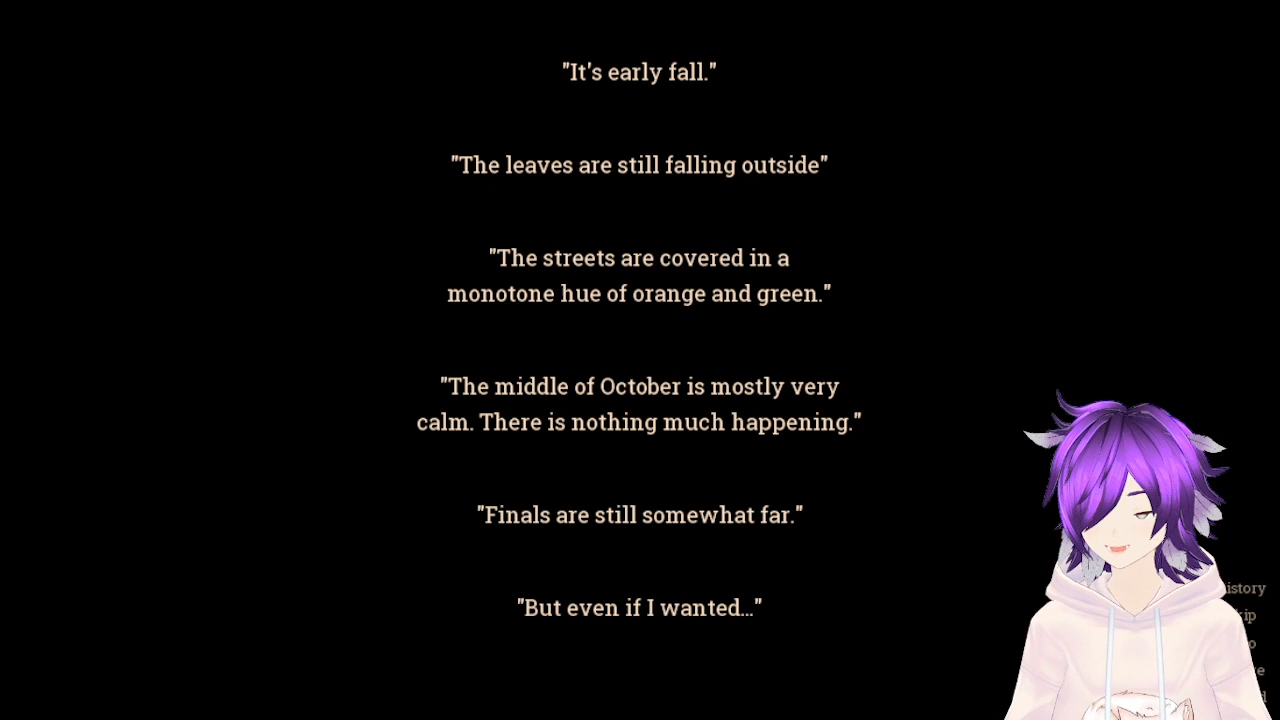 "It's early fall."
"The leaves are still falling outside"
"The streets are covered in a
monotone hue of orange and green."
"The middle of October is mostly very
calm. There is nothing much happening."
"Finals are still somewhat far."
"But even if I wanted..."